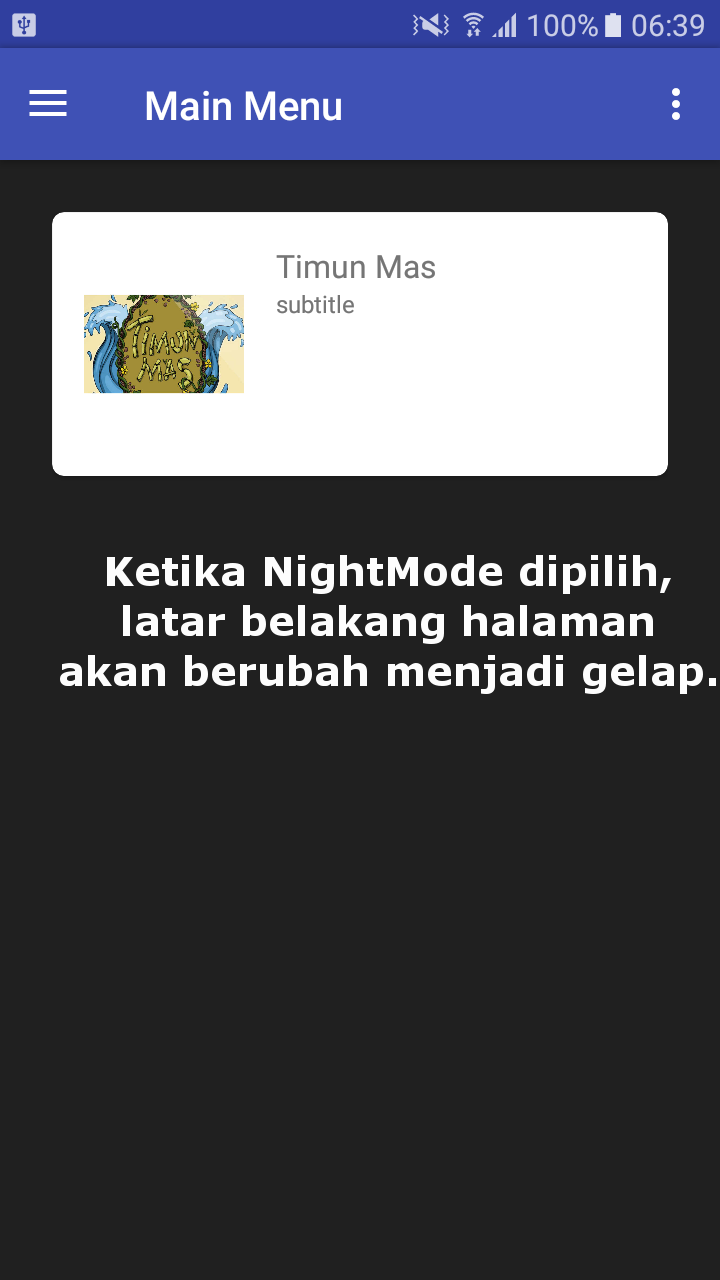 100% 06:39
Main Menu
Timun Mas
subtitle
TIMUN
MAS
Ketika NightMode dipilih,
latar belakang halaman
akan berubah menjadi gelap.